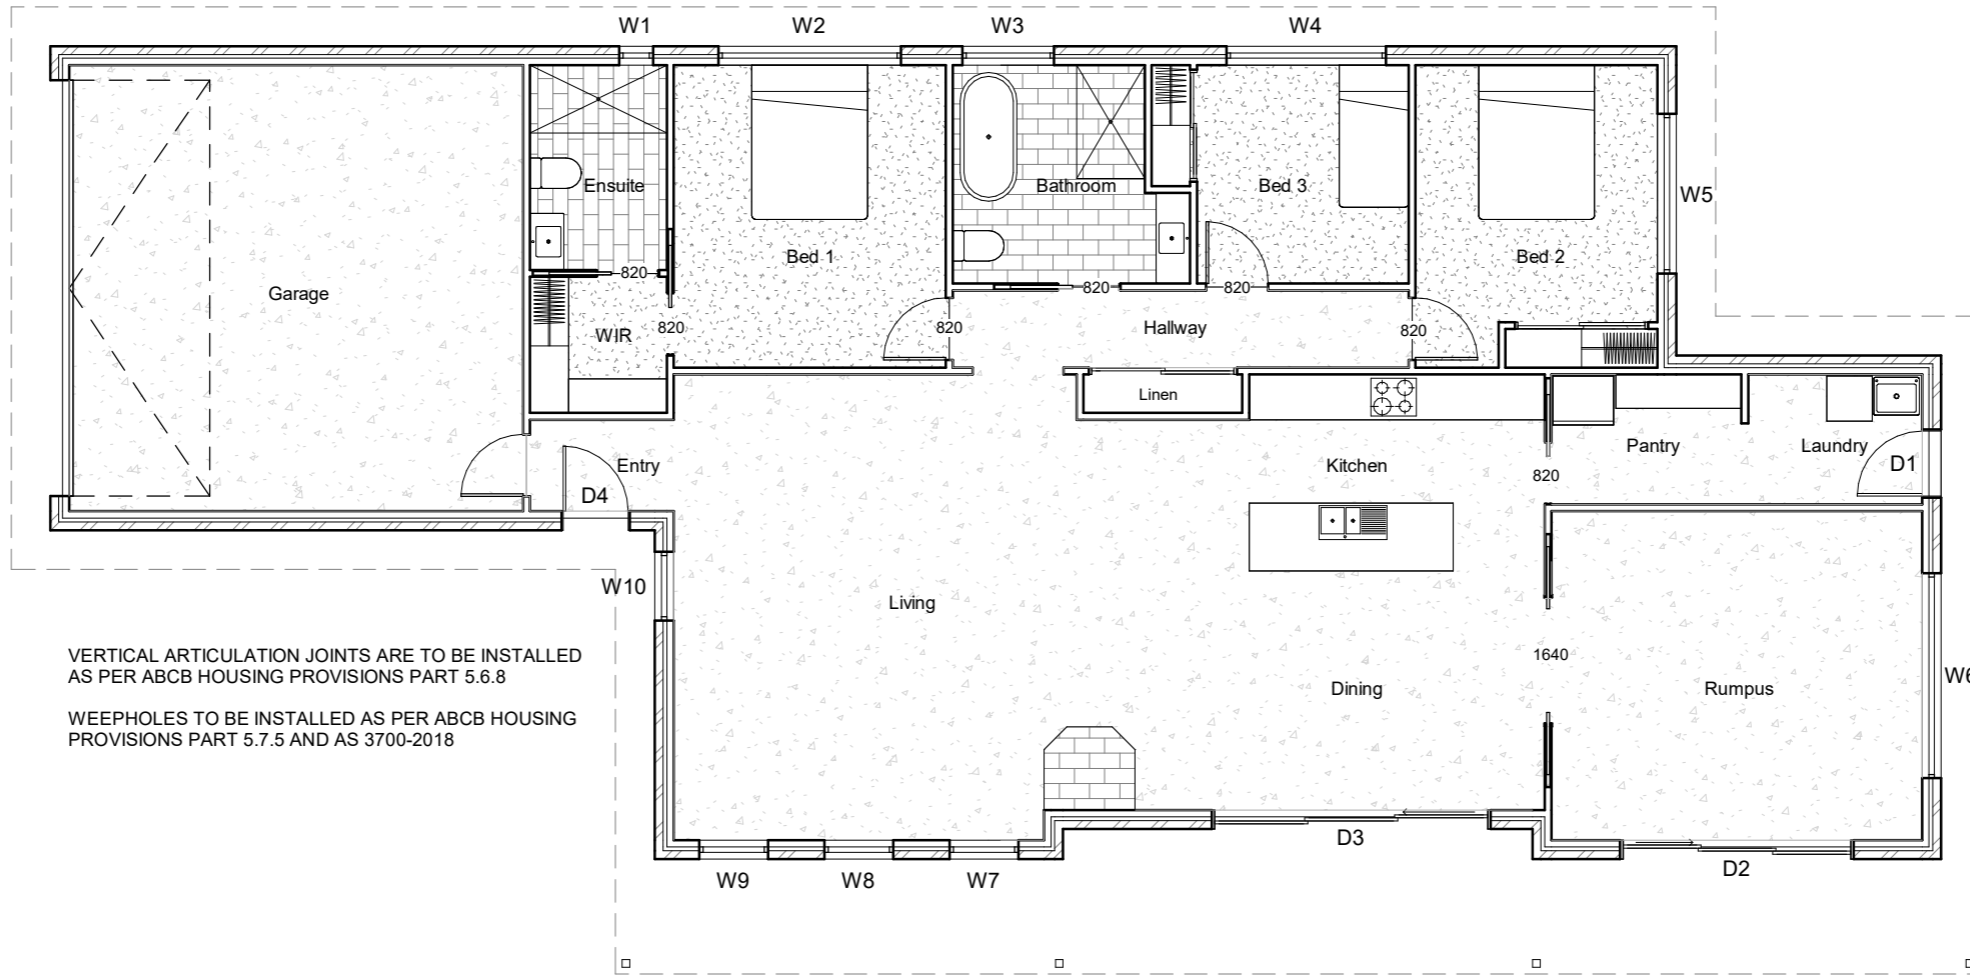 W1
W2
W3
W4
Ensuite
Bathroom
Bed 3
W5
Bed 1
Bed 2
820
820
820
Garage
820
WIR
820
Hallway
820
Linen
Entry
Kitchen
Pantry
Laundry
D1
D4
820
W10
Living
VERTICAL ARTICULATION JOINTS ARE TO BE INSTALLED
AS PER ABCB HOUSING PROVISIONS PART 5.6.8
1640
Dining
Rumpus
W6
WEEPHOLES TO BE INSTALLED AS PER ABCB HOUSING
PROVISIONS PART 5.7.5 AND AS 3700-2018
D3
D2
W9
W8
W7